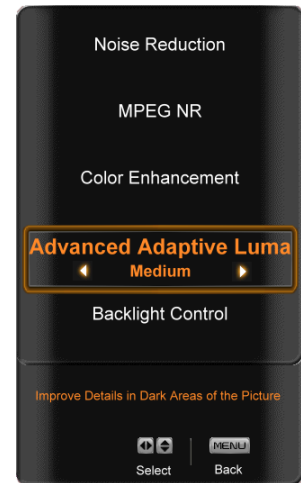 Noise Reduction
MPEG NR
Color Enhancement
Advanced Adaptive Luma
Medium
Backlight Control
Improve Details in Dark Areas of the Picture
MENU
Select Back